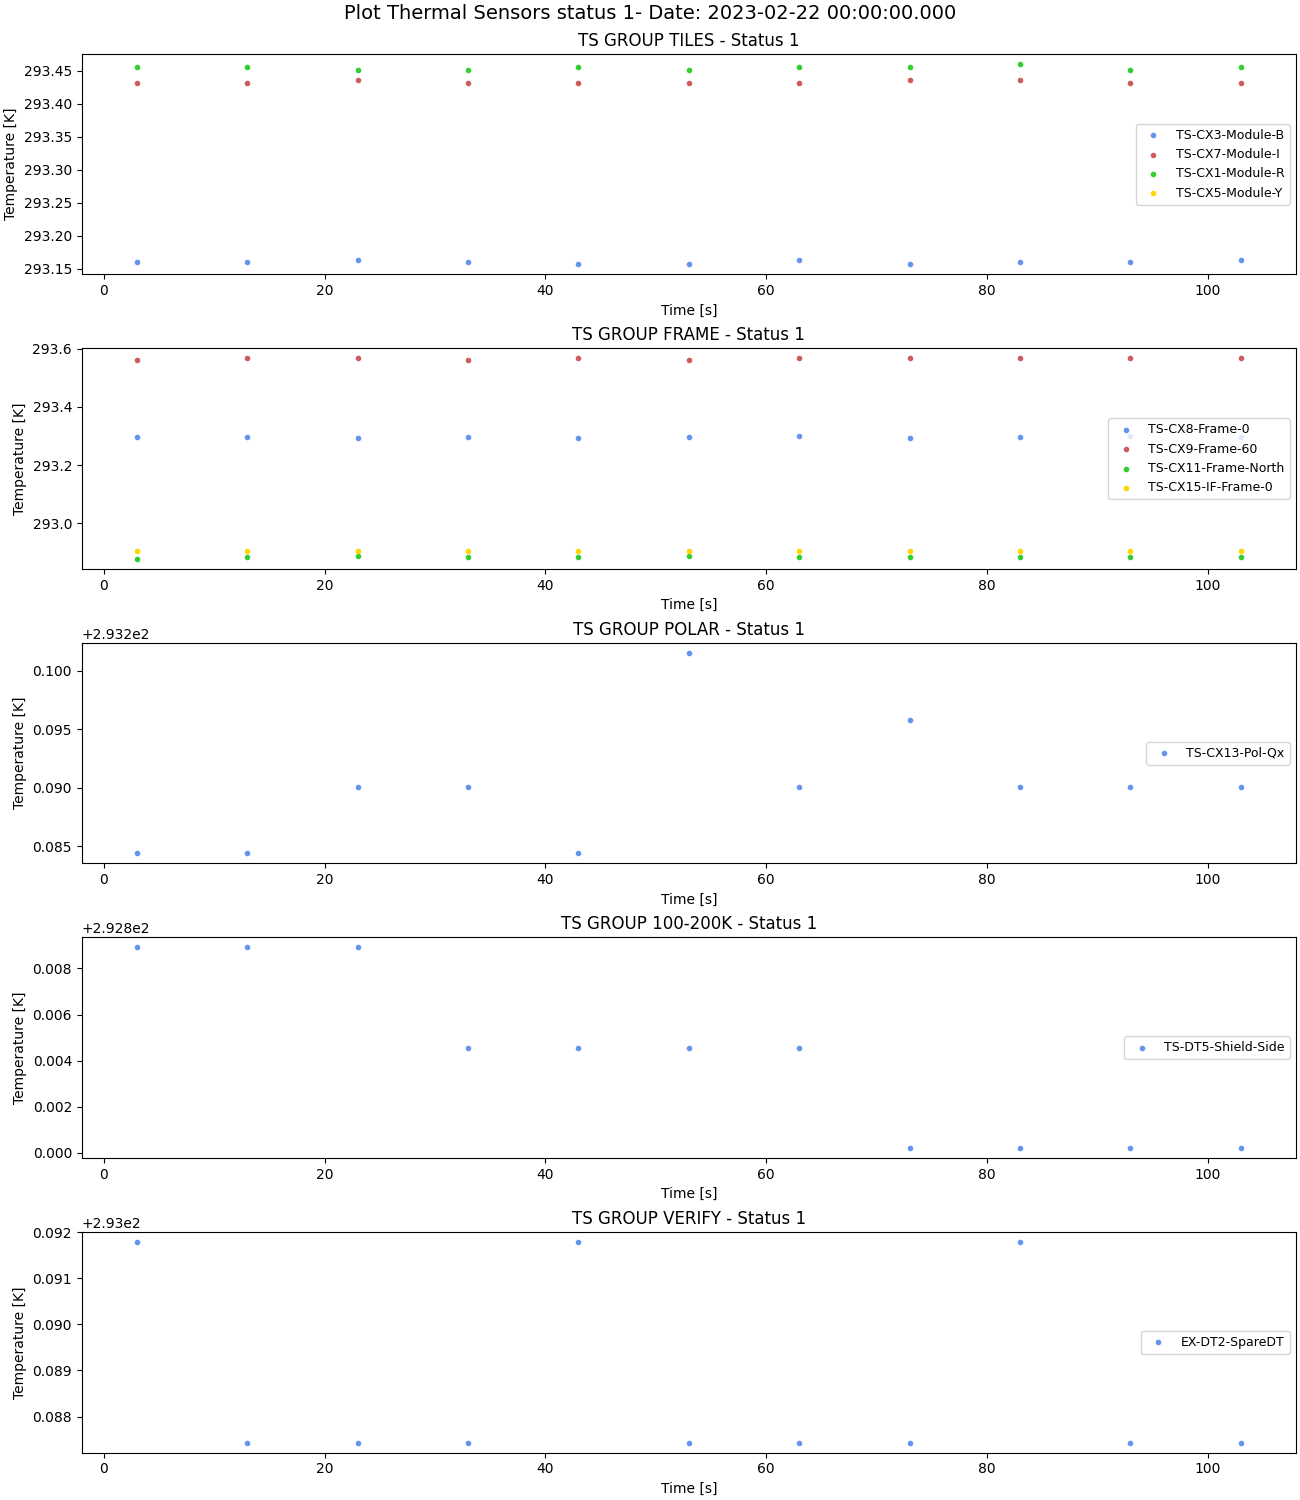 Plot Thermal Sensors status 1- Date: 2023-02-22 00:00:00.000
TS GROUP TILES - Status 1
Temperature [K]
293.45
293.40
293.35
293.30
293.25
293.20
293.15
TS-CX3-Module-B
TS-CX7-Module-I
TS-CX1-Module-R
TS-CX5-Module-Y
0 20 40 60 80 100
Time [s]
TS GROUP FRAME - Status 1
Temperature [K]
293.6
293.4
293.2
293.0
TS-CX8-Frame-0
TS-CX9-Frame-60
TS-CX11-Frame-North
TS-CX15-IF-Frame-0
0 20 40 60 80 100
Time [s]
TS GROUP POLAR - Status 1
+2.932e2
Temperature [K]
0.100
0.095
0.090
0.085
TS-CX13-Pol-Qx
0 20 40 60 80 100
Time [s]
TS GROUP 100-200K - Status 1
+2.928e2
Temperature [K]
0.008
0.006
0.004
0.002
0.000
TS-DT5-Shield-Side
0 20 40 60 80 100
Time [s]
TS GROUP VERIFY - Status 1
+2.93e2
Temperature [K]
0.092
0.091
0.090
0.089
0.088
EX-DT2-SpareDT
0 20 40 60 80 100
Time [s]